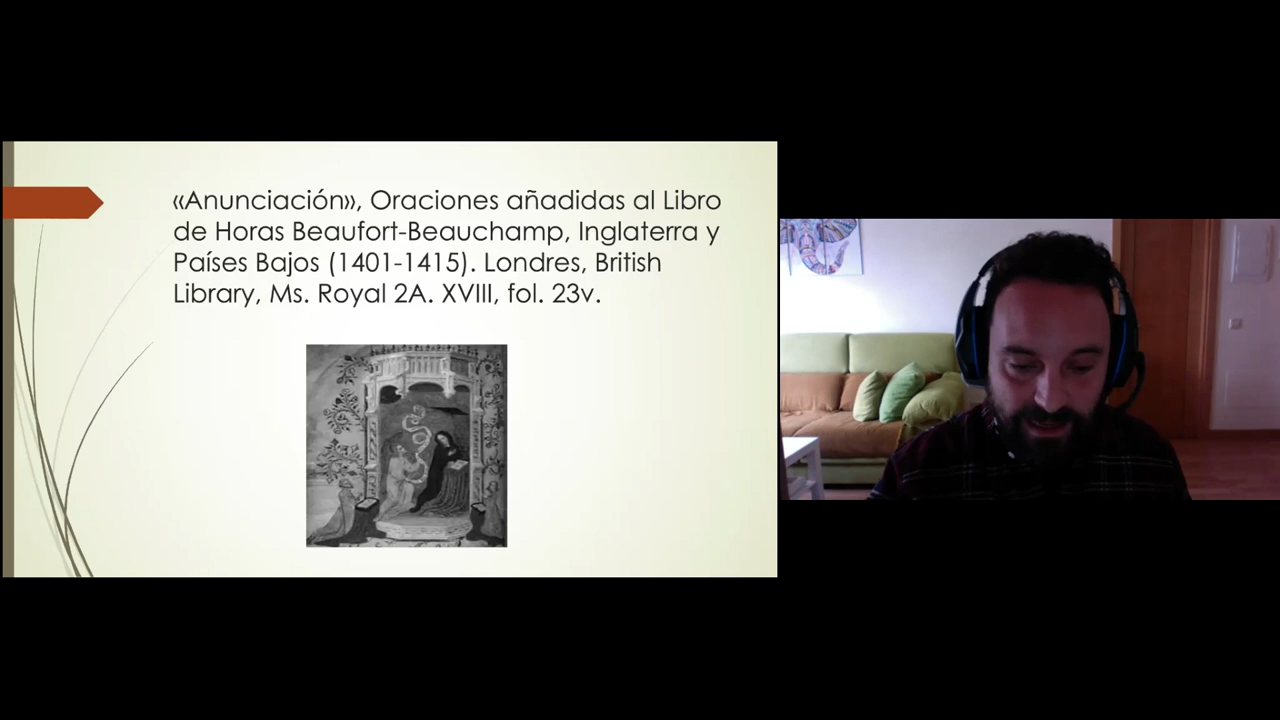 «Anunciación», Oraciones añadidas al Libro
de Horas Beaufort-Beauchamp, Inglaterra y
Países Bajos (1401-1415). Londres, British
Library, Ms. Royal 2A. XVIII, fol. 23v.